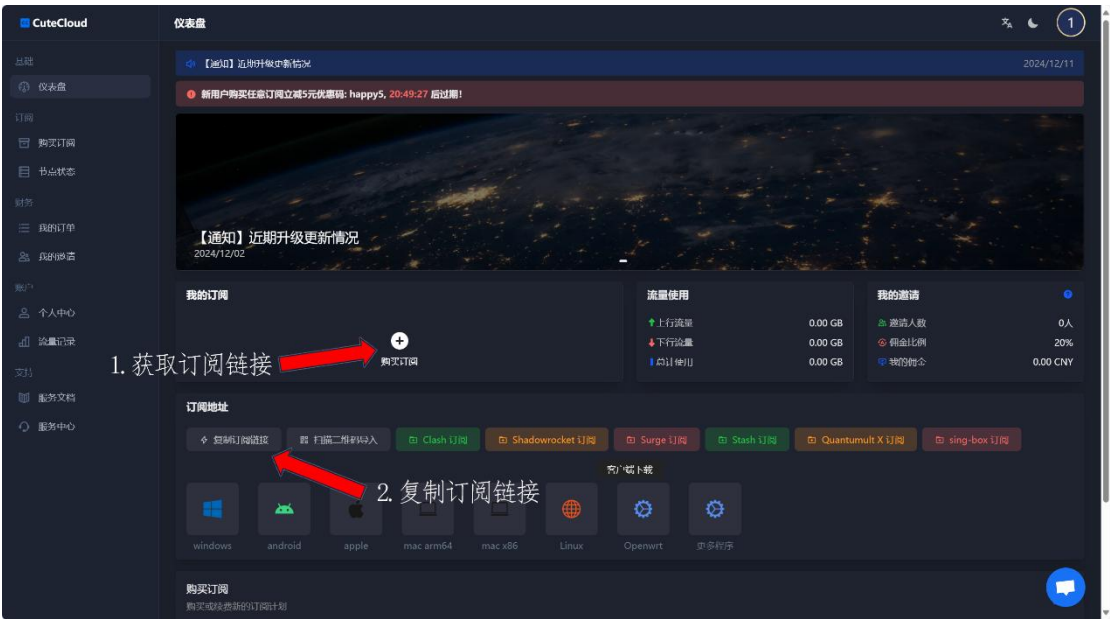 CuteCloud
仪表盘
1
基础
仪表盘
订阅
购买订阅
节点状态
财务
我的订单
我的邀请
账户
个人中心
流量记录
支持
服务文档
服务中心
【通知】近期升级更新情况
2024/12/11
新用户购买任意订阅立减5元优惠码: happy5, 20:49:27 后过期!
【通知】近期升级更新情况
2024/12/02
我的订阅
购买订阅
1. 获取订阅链接
流量使用
上行流量 0.00 GB
下行流量 0.00 GB
总计使用 0.00 GB
我的邀请
邀请人数 0人
佣金比例 20%
我的佣金 0.00 CNY
订阅地址
复制订阅链接
扫描二维码导入
Clash 订阅
Shadowrocket 订阅
Surge 订阅
Stash 订阅
Quantumult X 订阅
sing-box 订阅
2. 复制订阅链接
客户端下载
windows
android
apple
mac arm64
mac x86
Linux
Openwrt
更多程序
购买订阅
购买或续费新的订阅计划